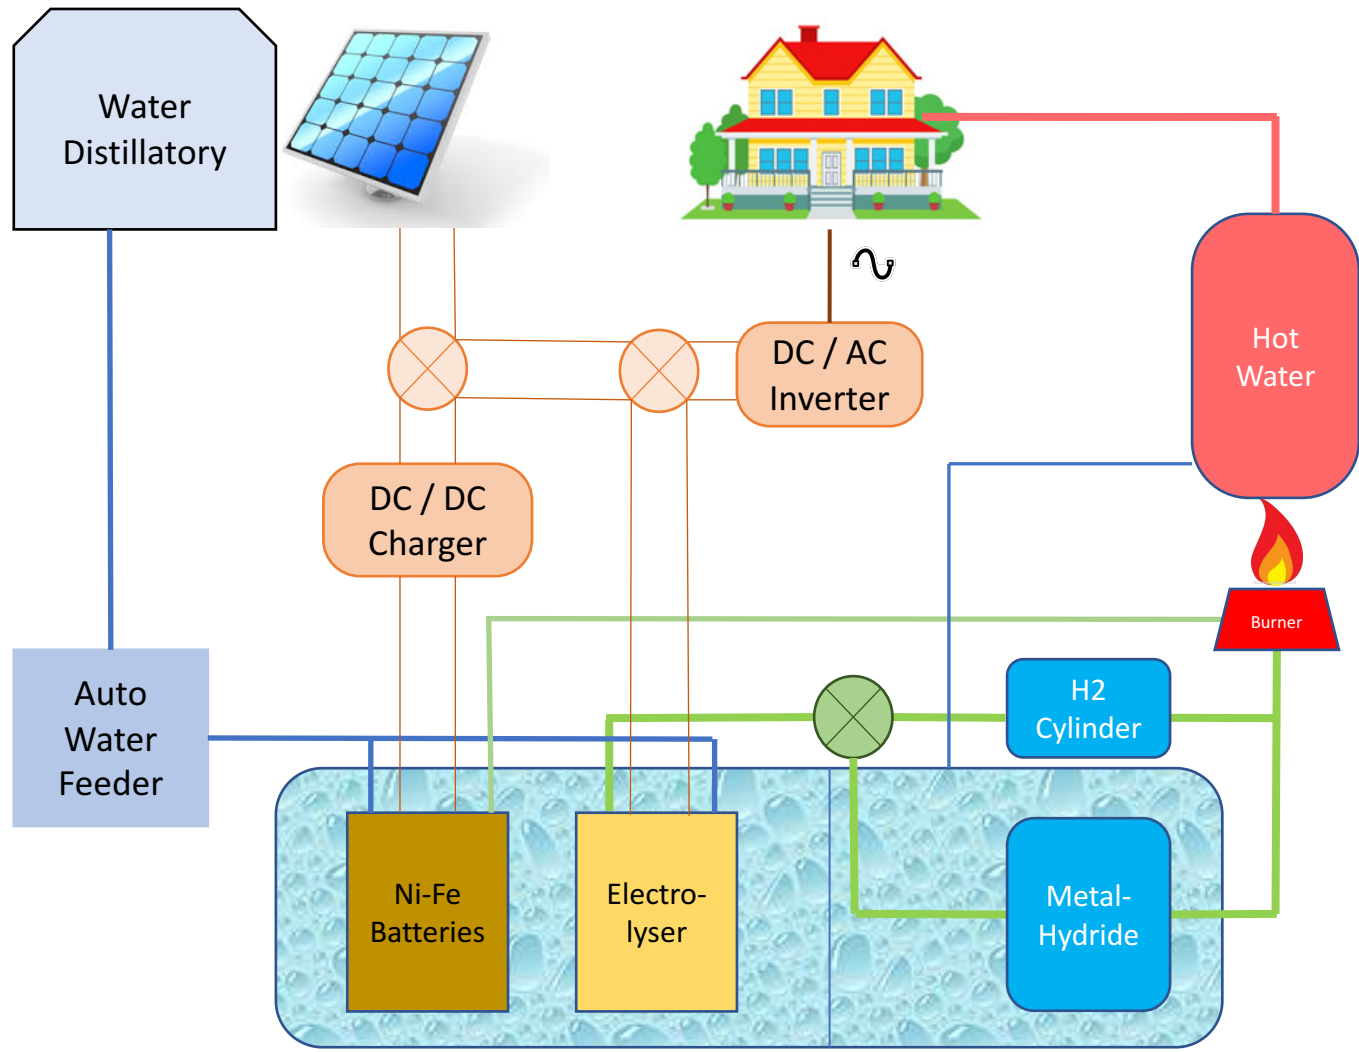 Water
Distillatory
DC / AC
Inverter
Hot
Water
DC / DC
Charger
Burner
Auto
Water
Feeder
H2
Cylinder
Ni-Fe
Batteries
Electro-
lyser
Metal-
Hydride